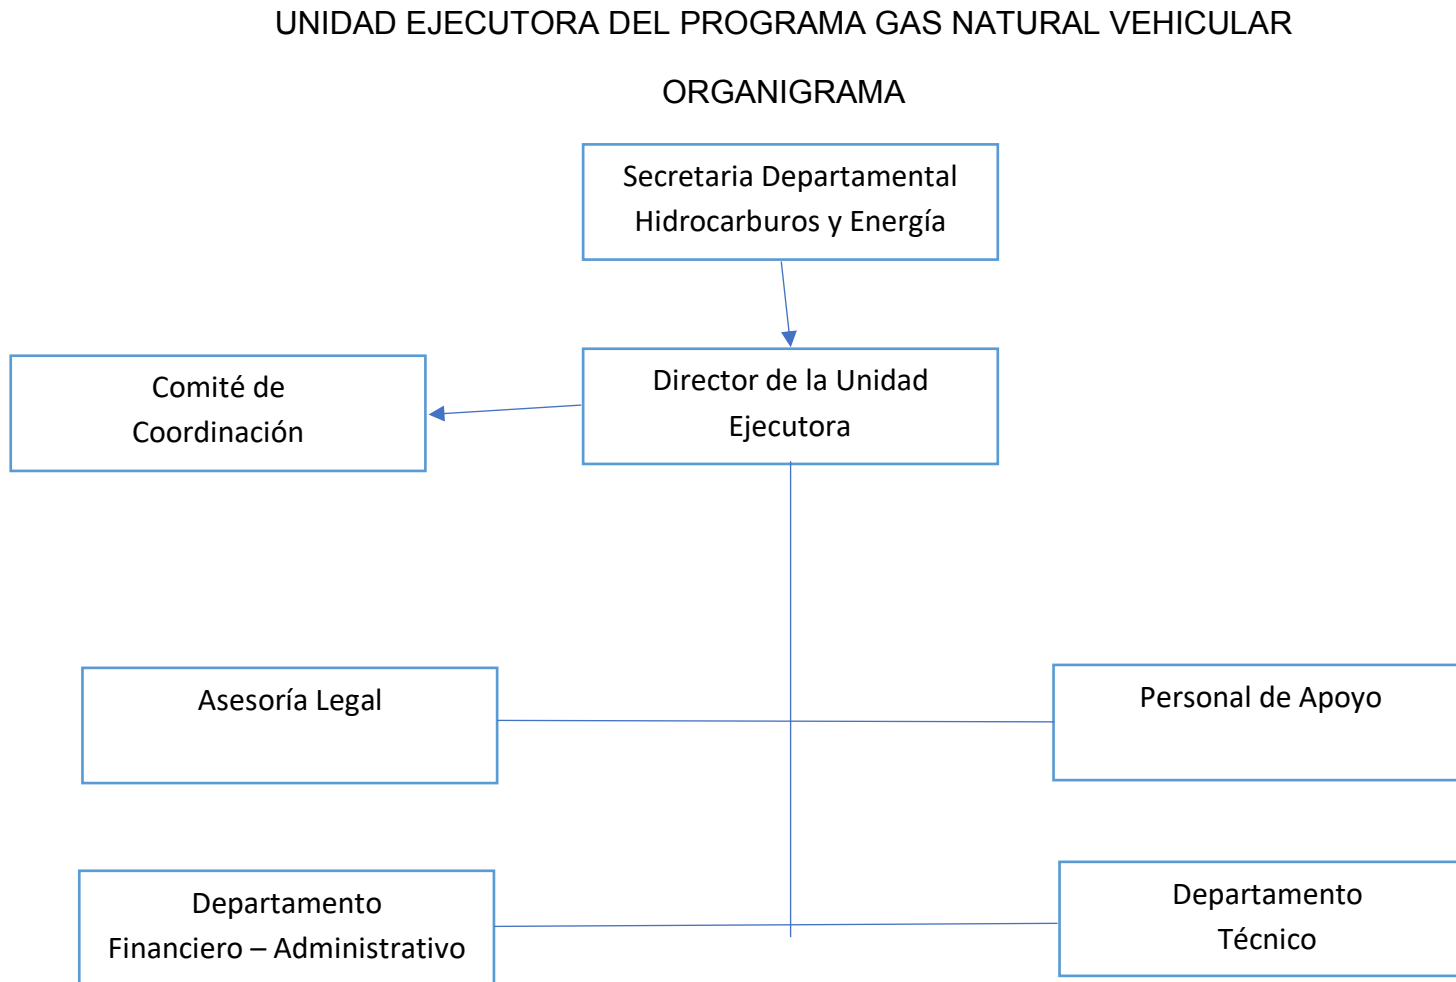 UNIDAD EJECUTORA DEL PROGRAMA GAS NATURAL VEHICULAR
ORGANIGRAMA
Secretaria Departamental
Hidrocarburos y Energía
Comité de
Coordinación
Director de la Unidad
Ejecutora
Asesoría Legal
Personal de Apoyo
Departamento
Financiero – Administrativo
Departamento
Técnico